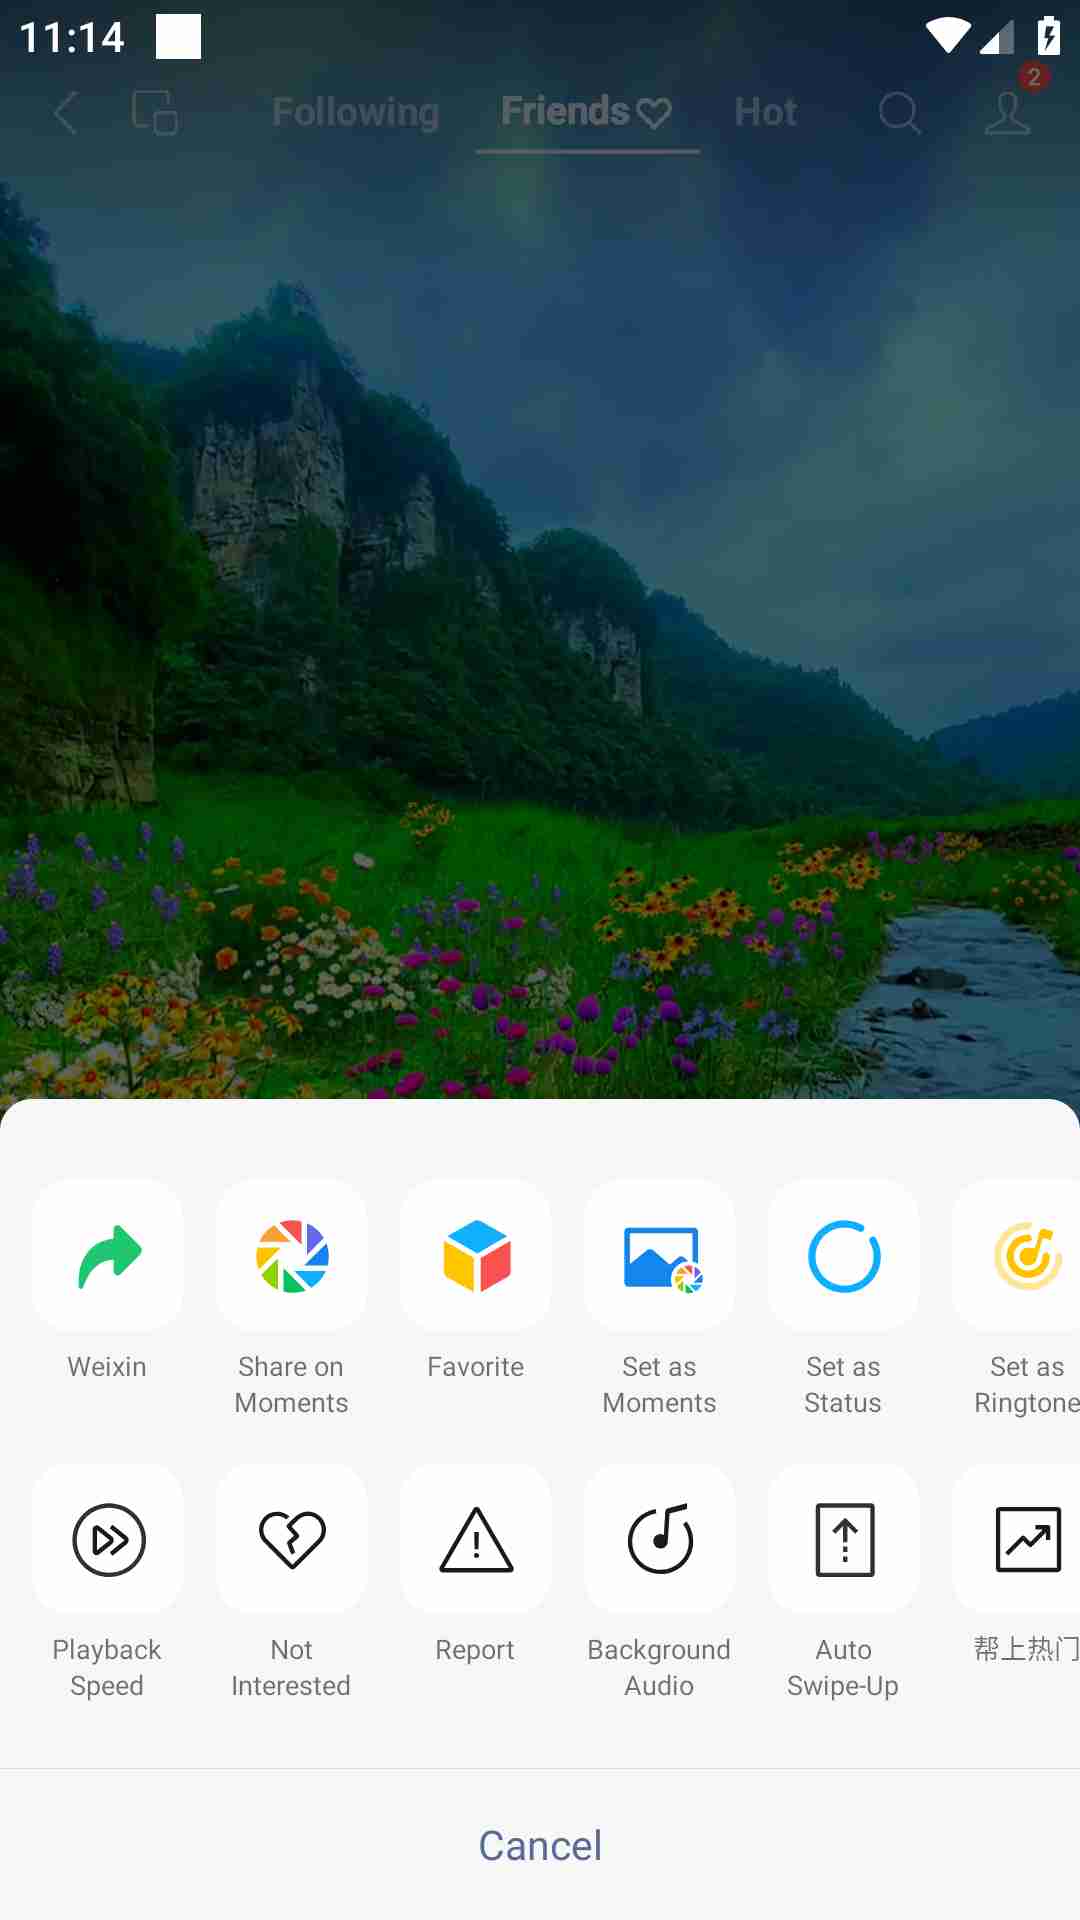 11:14
2
Following
Friends
Hot
Weixin
Share on
Moments
Favorite
Set as
Moments
Set as
Status
Set as
Ringtone
Playback
Speed
Not
Interested
Report
Background
Audio
Auto
Swipe-Up
帮上热门
Cancel